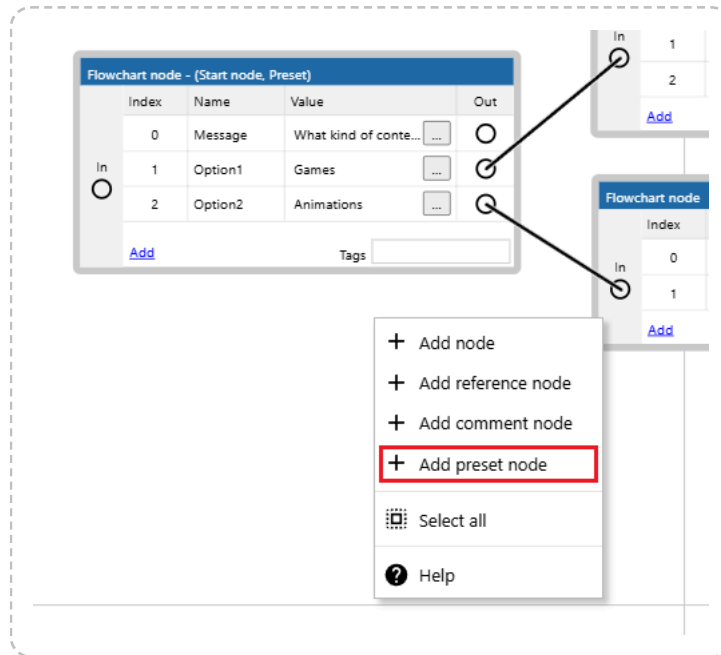 In
1
2
Add
Flowchart node - (Start node, Preset)
Index Name Value Out
0 Message What kind of conte... ...
In
1 Option1 Games ...
2 Option2 Animations ...
Add Tags
Flowchart node
Index
0
In
1
Add
Add node
Add reference node
Add comment node
Add preset node
Select all
Help